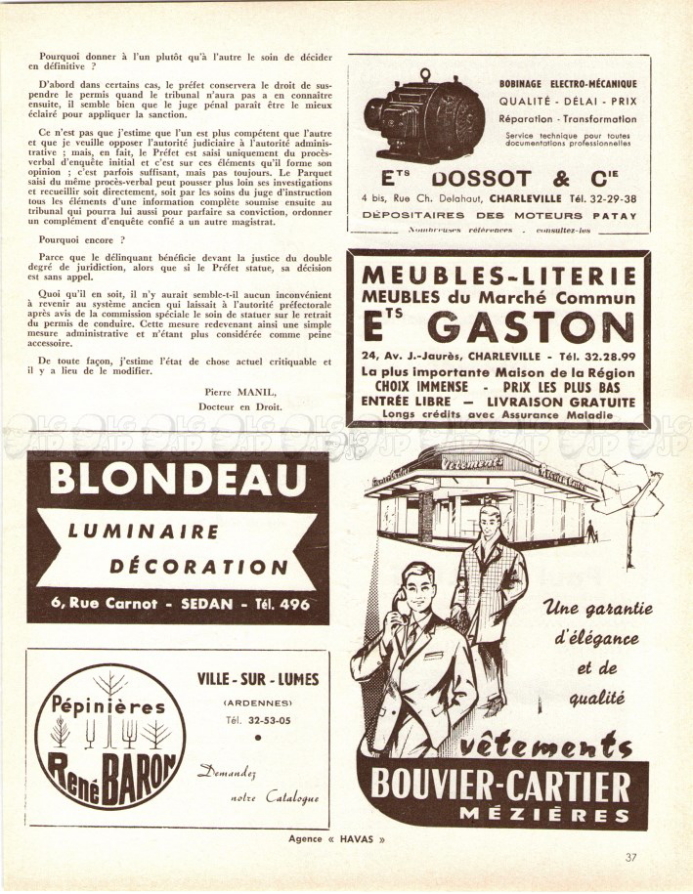 Pourquoi donner à l'un plutôt qu'à l'autre le soin de décider
en définitive ?
D'abord dans certains cas, le préfet conservera le droit de sus-
pendre le permis quand le tribunal n'aura pas a en connaître
ensuite, il semble bien que le juge pénal paraît être le mieux
éclairé pour appliquer la sanction.
Ce n'est pas que j'estime que l'un est plus compétent que l'autre
et que je veuille opposer l'autorité judiciaire à l'autorité adminis-
trative ; mais, en fait, le Préfet est saisi uniquement du procès-
verbal d'enquête initial et c'est sur ces éléments qu'il forme son
opinion ; c'est parfois suffisant, mais pas toujours. Le Parquet
saisi du même procès-verbal peut pousser plus loin ses investigations
et recueillir soit directement, soit par les soins du juge d'instruction
tous les éléments d'une information complète soumise ensuite au
tribunal qui pourra lui aussi pour parfaire sa conviction, ordonner
un complément d'enquête confié a un autre magistrat.
Pourquoi encore ?
Parce que le délinquant bénéficie devant la justice du double
degré de juridiction, alors que si le Préfet statue, sa décision
est sans appel.
Quoi qu'il en soit, il n'y aurait semble-t-il aucun inconvénient
à revenir au système ancien qui laissait à l'autorité préfectorale
après avis de la commission spéciale le soin de statuer sur le retrait
du permis de conduire. Cette mesure redevenant ainsi une simple
mesure administrative et n'étant plus considérée comme peine
accessoire.
De toute façon, j'estime l'état de chose actuel critiquable et
il y a lieu de le modifier.
Pierre MANIL,
Docteur en Droit.
BOBINAGE ELECTRO-MÉCANIQUE
QUALITÉ - DÉLAI - PRIX
Réparation - Transformation
Service technique pour toutes
documentations professionnelles
ETS DOSSOT & CIE
4 bis, Rue Ch. Delahaut, CHARLEVILLE Tél. 32-29-38
DÉPOSITAIRES DES MOTEURS PATAY
Nombreuses références - consultez-les
MEUBLES-LITERIE
MEUBLES du Marché Commun
ETS GASTON
24, Av. J.-Jaurès, CHARLEVILLE - Tél. 32.28.99
La plus importante Maison de la Région
CHOIX IMMENSE - PRIX LES PLUS BAS
ENTRÉE LIBRE — LIVRAISON GRATUITE
Longs crédits avec Assurance Maladie
BLONDEAU
LUMINAIRE
DÉCORATION
6, Rue Carnot - SEDAN - Tél. 496
Pépinières
René BARON
VILLE-SUR-LUMES
(ARDENNES)
Tél. 32-53-05
Demandez
notre Catalogue
Bouvier Cartier Vêtements Bouvier Cartier
Une garantie
d'élégance
et de
qualité
vêtements
BOUVIER-CARTIER
MÉZIÈRES
Agence « HAVAS »
37